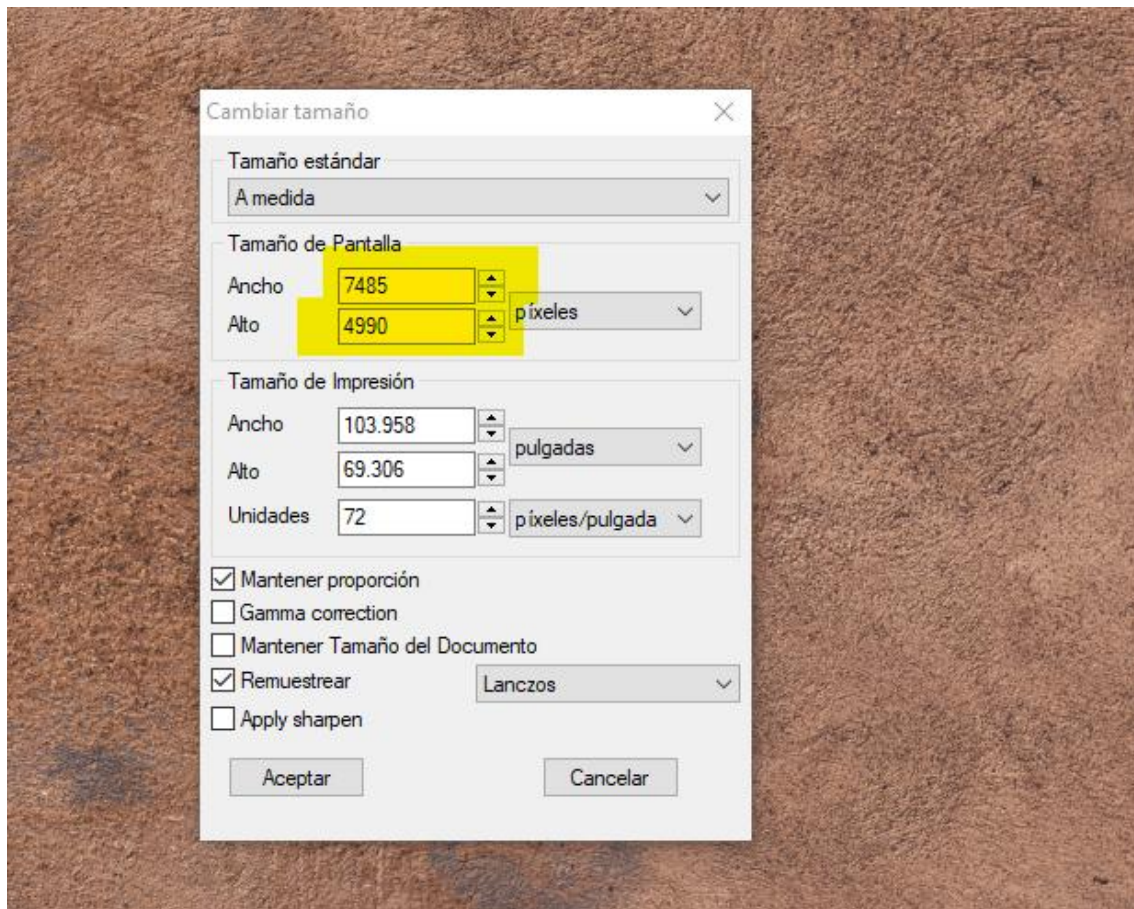 Cambiar tamaño
Tamaño estándar
A medida
Tamaño de Pantalla
Ancho 7485
píxeles
Alto 4990
Tamaño de Impresión
Ancho 103.958
pulgadas
Alto 69.306
Unidades 72 píxeles/pulgada
Mantener proporción
Gamma correction
Mantener Tamaño del Documento
Remuestrear Lanczos
Apply sharpen
Aceptar Cancelar